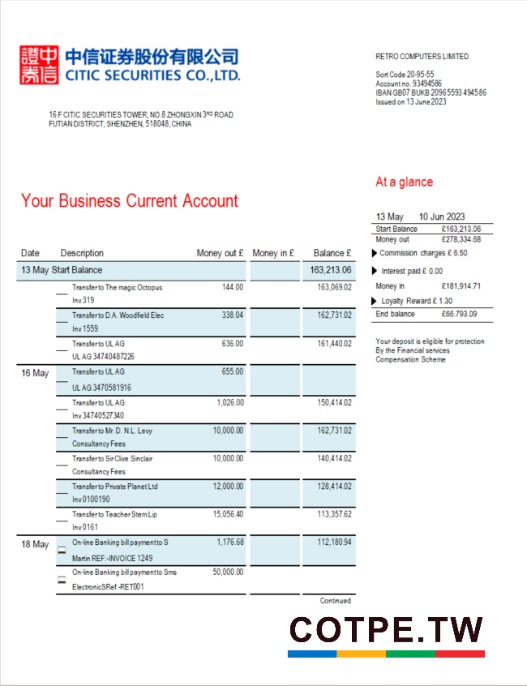 證券
中信
中信证券股份有限公司
CITIC SECURITIES CO.,LTD.
16 F CITIC SECURITIES TOWER, NO.8 ZHONGXIN 3RD ROAD
FUTIAN DISTRICT, SHENZHEN, 518048, CHINA
RETRO COMPUTERS LIMITED
Sort Code 20-95-55
Account no. 93494586
IBAN GB07 BUKB 20965593 494586
Issued on 13 June 2023
At a glance
13 May 10 Jun 2023
Start Balance £163,213.06
Money out £278,334.68
Commission charges £ 6.50
Interest paid £ 0.00
Money in £181,914.71
Loyalty Reward £ 1.30
End balance £66.793.09
Your deposit is eligible for protection
By the Financial services
Compensation Scheme
Your Business Current Account
Date Description Money out £ Money in £ Balance £
13 May Start Balance 163,213.06
Transfer to The magic Octopus 144.00 163,069.02
Inv 319
Transfer to D.A. Woodfield Elec 338.04 162,731.02
Inv 1559
Transfer to UL AG 636.00 161,440.02
UL AG 34740487226
16 May Transfer to UL AG 655.00
UL AG 3470581916
Transfer to UL AG 1,026.00 150,414.02
Inv 34740527340
Transfer to Mr. D. N.L. Levy 10,000.00 162,731.02
Consultancy Fees
Transfer to Sir Clive Sinclair 10,000.00 140,414.02
Consultancy Fees
Transfer to Private Planet Ltd 12,000.00 128,414.02
Inv 0100190
Transfer to Teacher Stem Lip 15,056.40 113,357.62
Inv 0161
18 May On-line Banking bill payment to S 1,176.68 112,180.94
Martin REF:-INVOICE 1249
On-line Banking bill payment to Sms 50,000.00
Electronic SRef -RET001
Continued
COTPE.TW